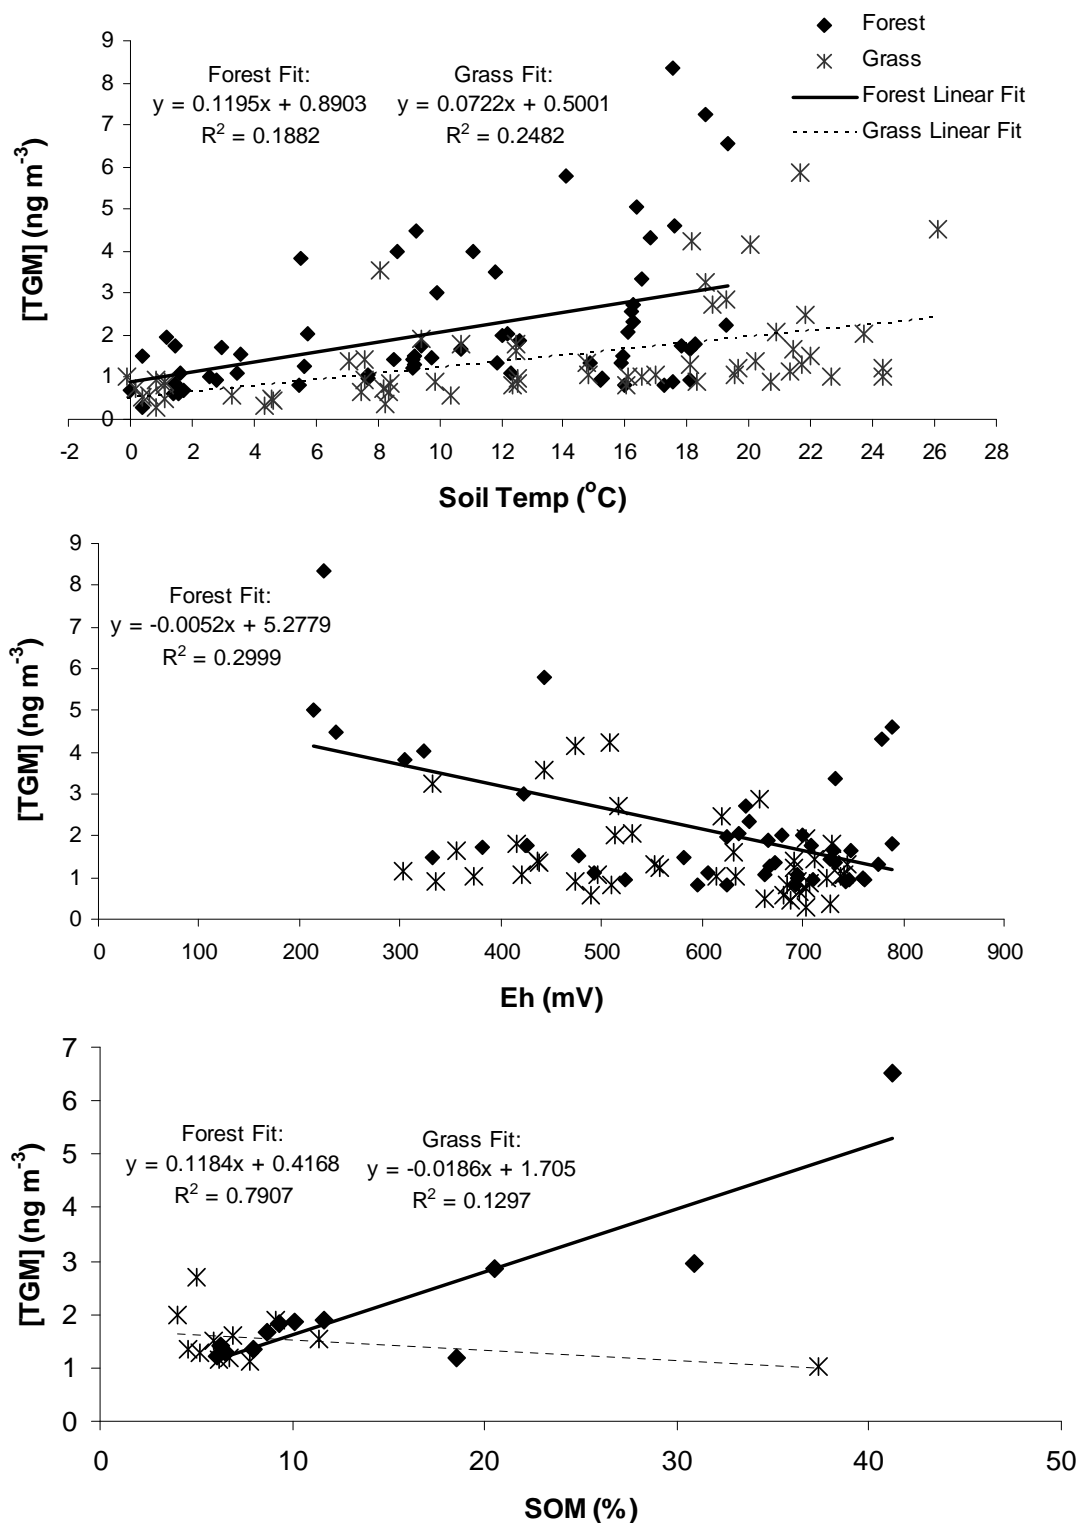 Forest
Grass
Forest Linear Fit
Grass Linear Fit
9
8
7
6
5
4
3
2
1
0
[TGM] (ng m⁻³)
Forest Fit:
y = 0.1195x + 0.8903
R² = 0.1882
Grass Fit:
y = 0.0722x + 0.5001
R² = 0.2482
-2 0 2 4 6 8 10 12 14 16 18 20 22 24 26 28
Soil Temp (°C)
9
8
7
6
5
4
3
2
1
0
[TGM] (ng m⁻³)
Forest Fit:
y = -0.0052x + 5.2779
R² = 0.2999
0 100 200 300 400 500 600 700 800 900
Eh (mV)
7
6
5
4
3
2
1
0
[TGM] (ng m⁻³)
Forest Fit:
y = 0.1184x + 0.4168
R² = 0.7907
Grass Fit:
y = -0.0186x + 1.705
R² = 0.1297
0 10 20 30 40 50
SOM (%)